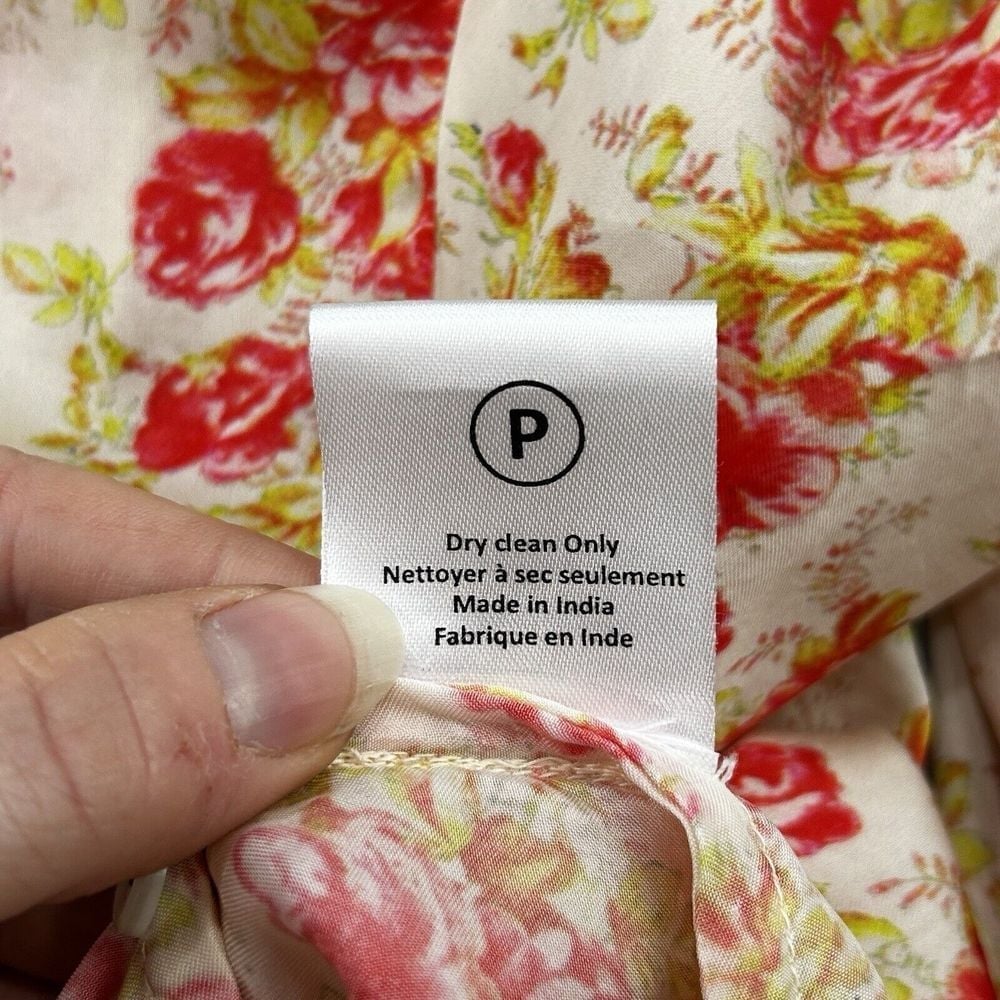 P
Dry clean Only
Nettoyer à sec seulement
Made in India
Fabrique en Inde